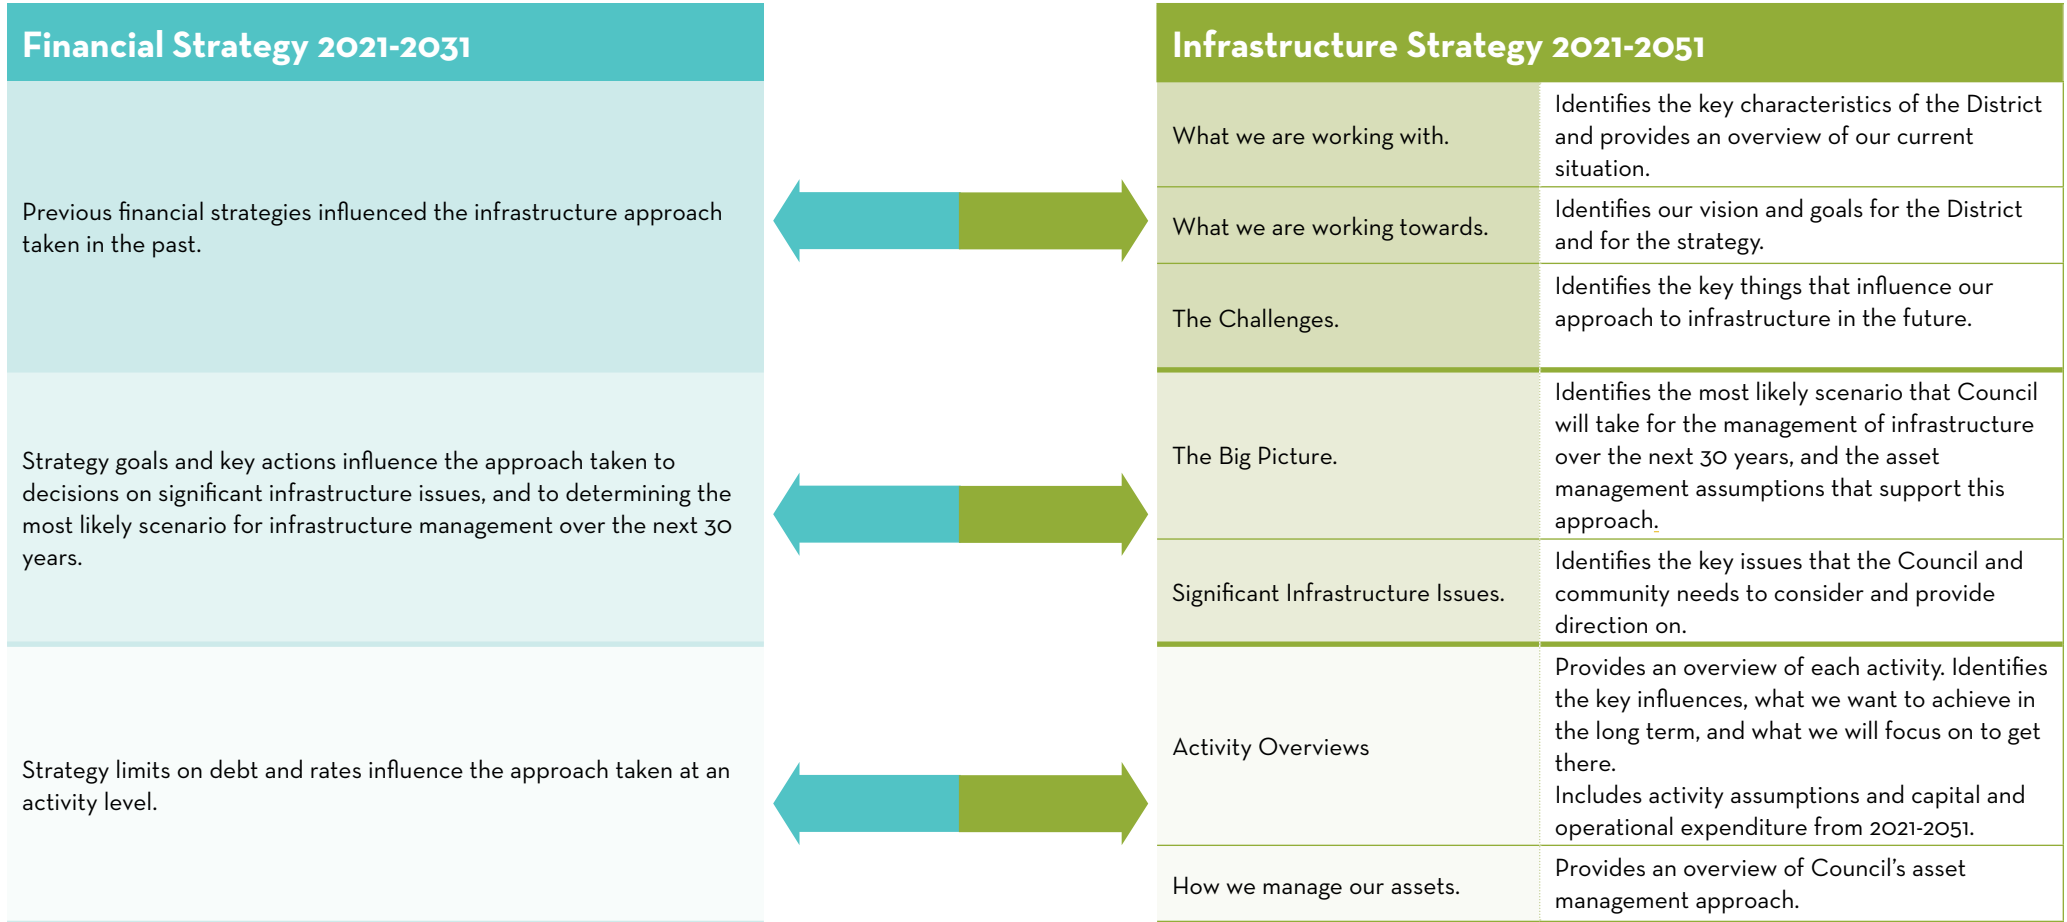 Financial Strategy 2021-2031
Previous financial strategies influenced the infrastructure approach
taken in the past.
Strategy goals and key actions influence the approach taken to
decisions on significant infrastructure issues, and to determining the
most likely scenario for infrastructure management over the next 30
years.
Strategy limits on debt and rates influence the approach taken at an
activity level.
Infrastructure Strategy 2021-2051
What we are working with.
Identifies the key characteristics of the District
and provides an overview of our current
situation.
What we are working towards.
Identifies our vision and goals for the District
and for the strategy.
The Challenges.
Identifies the key things that influence our
approach to infrastructure in the future.
The Big Picture.
Identifies the most likely scenario that Council
will take for the management of infrastructure
over the next 30 years, and the asset
management assumptions that support this
approach.
Significant Infrastructure Issues.
Identifies the key issues that the Council and
community needs to consider and provide
direction on.
Activity Overviews
Provides an overview of each activity. Identifies
the key influences, what we want to achieve in
the long term, and what we will focus on to get
there.
Includes activity assumptions and capital and
operational expenditure from 2021-2051.
How we manage our assets.
Provides an overview of Council's asset
management approach.